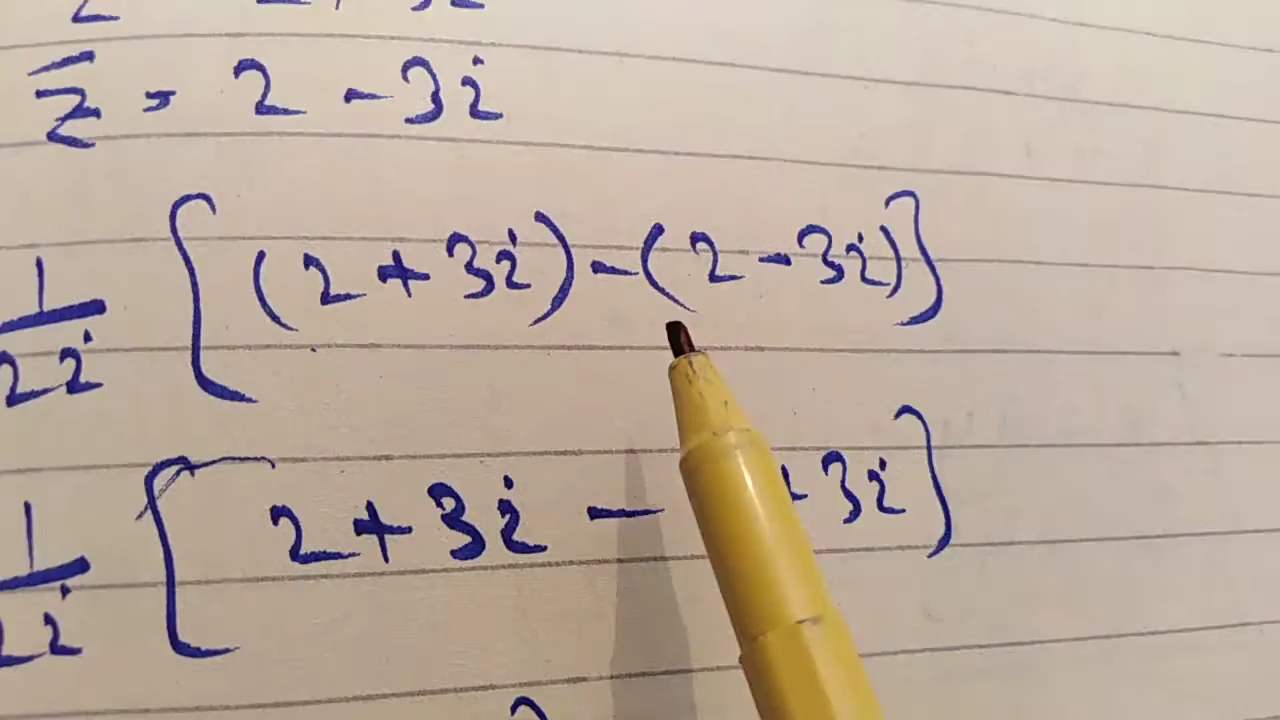 z̄ = 2 - 3i
1/2i [(2 + 3i) - (2 - 3i)]
1/2i [2 + 3i - + 3i]